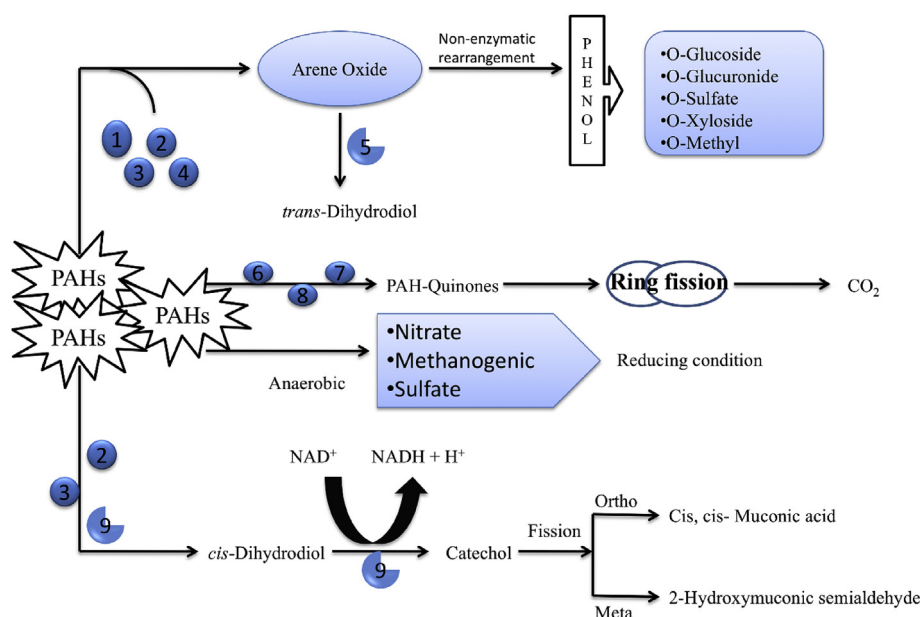 Arene Oxide
Non-enzymatic
rearrangement
PHENOL
•O-Glucoside
•O-Glucuronide
•O-Sulfate
•O-Xyloside
•O-Methyl
1
2
3
4
5
trans-Dihydrodiol
PAHs
PAHs
PAHs
6
7
8
PAH-Quinones
Ring fission
CO2
Anaerobic
•Nitrate
•Methanogenic
•Sulfate
Reducing condition
2
3
9
NAD+
NADH + H+
cis-Dihydrodiol
9
Catechol
Fission
Ortho
Cis, cis- Muconic acid
Meta
2-Hydroxymuconic semialdehyde